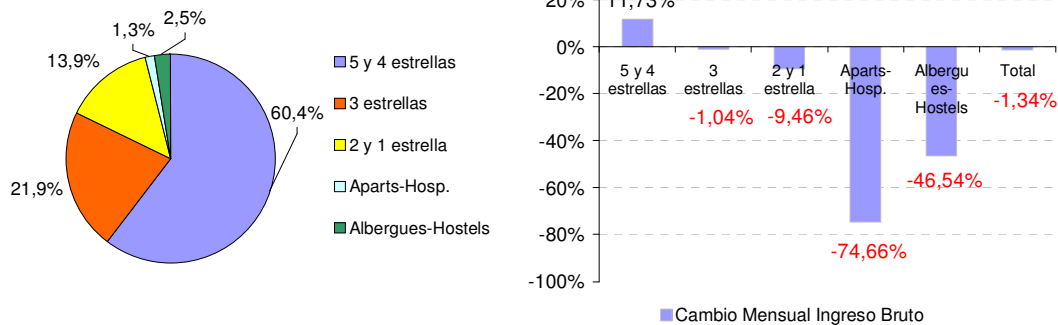 2,5%
1,3%
13,9%
60,4%
21,9%
5 y 4 estrellas
3 estrellas
2 y 1 estrella
Aparts-Hosp.
Albergues-Hostels
20%
0%
-20%
-40%
-60%
-80%
-100%
11,73%
5 y 4
estrellas
3
estrellas
2 y 1
estrella
Aparts-
Hosp.
Albergu
es-
Hostels
Total
-1,04%
-9,46%
-74,66%
-46,54%
-1,34%
Cambio Mensual Ingreso Bruto